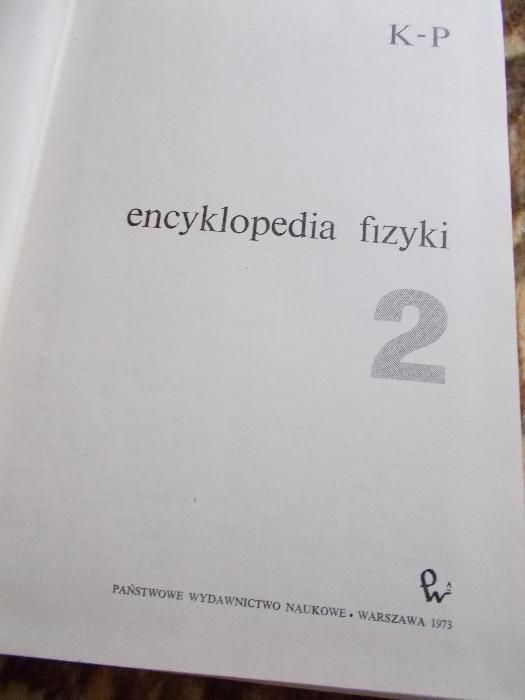 K-P
encyklopedia fizyki
2
PAŃSTWOWE WYDAWNICTWO NAUKOWE • WARSZAWA 1973